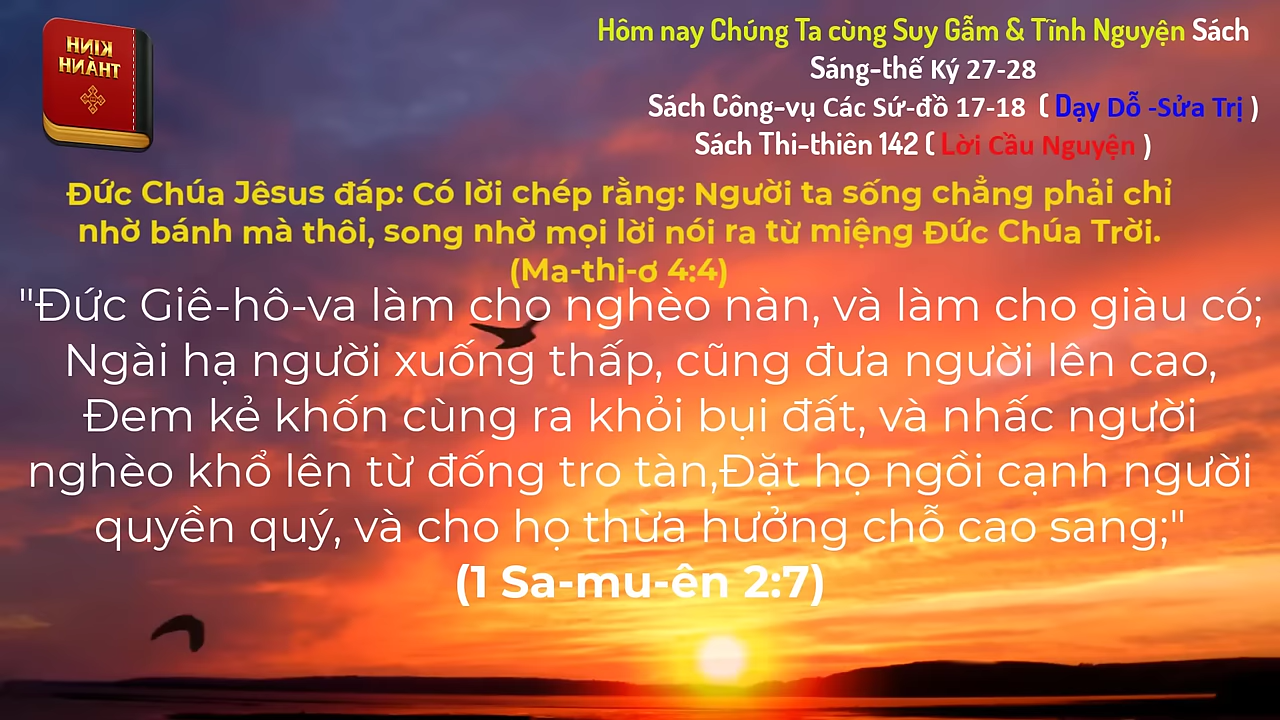 KINH
THÀNH
Hôm nay Chúng Ta cùng Suy Gẫm & Tĩnh Nguyện Sách
Sáng-thế Ký 27-28
Sách Công-vụ Các Sứ-đồ 17-18 ( Dạy Dỗ -Sửa Trị )
Sách Thi-thiên 142 ( Lời Cầu Nguyện )
Đức Chúa Jêsus đáp: Có lời chép rằng: Người ta sống chẳng phải chỉ
nhờ bánh mà thôi, song nhờ mọi lời nói ra từ miệng Đức Chúa Trời.
(Ma-thi-ơ 4:4)
"Đức Giê-hô-va làm cho nghèo nàn, và làm cho giàu có;
Ngài hạ người xuống thấp, cũng đưa người lên cao,
Đem kẻ khốn cùng ra khỏi bụi đất, và nhấc người
nghèo khổ lên từ đống tro tàn,Đặt họ ngồi cạnh người
quyền quý, và cho họ thừa hưởng chỗ cao sang;"
(1 Sa-mu-ên 2:7)